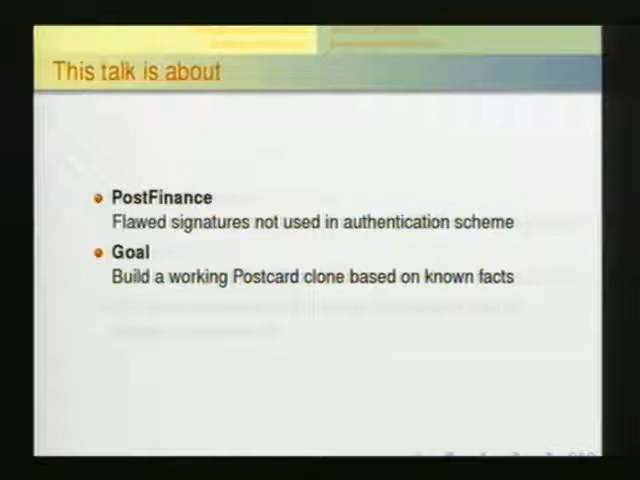 This talk is about
PostFinance
Flawed signatures not used in authentication scheme
Goal
Build a working Postcard clone based on known facts